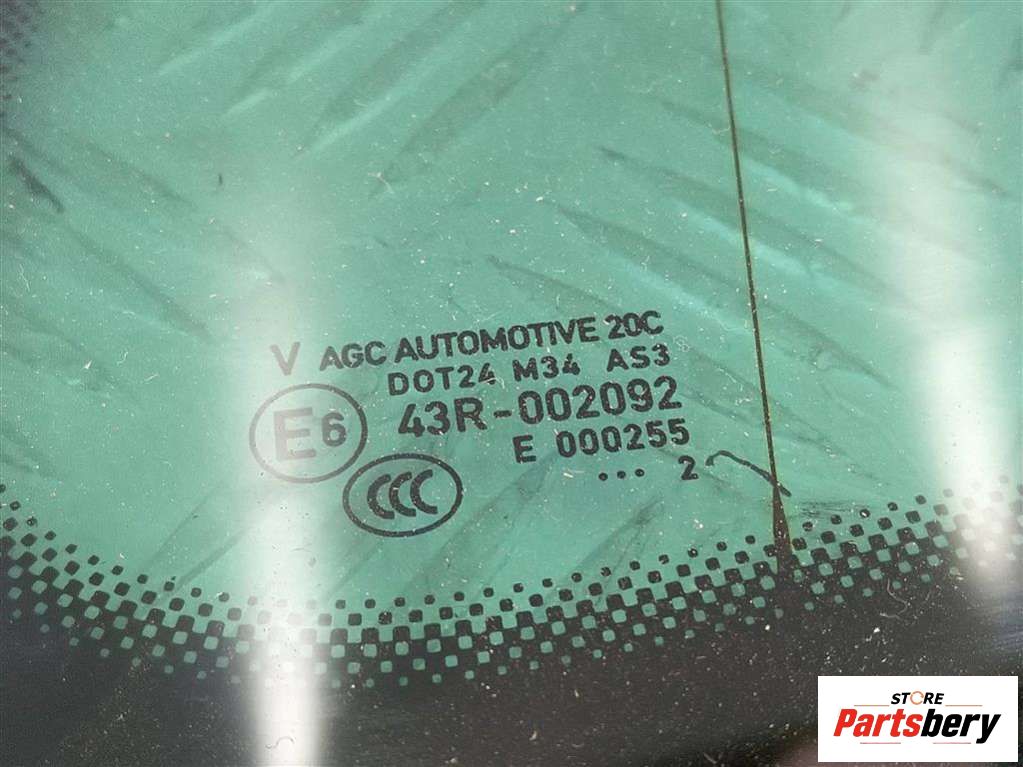 V AGC AUTOMOTIVE 20C
DOT24 M34 AS3
E6 43R-002092
E 000255
CCC ... 2
STORE
Partsbery